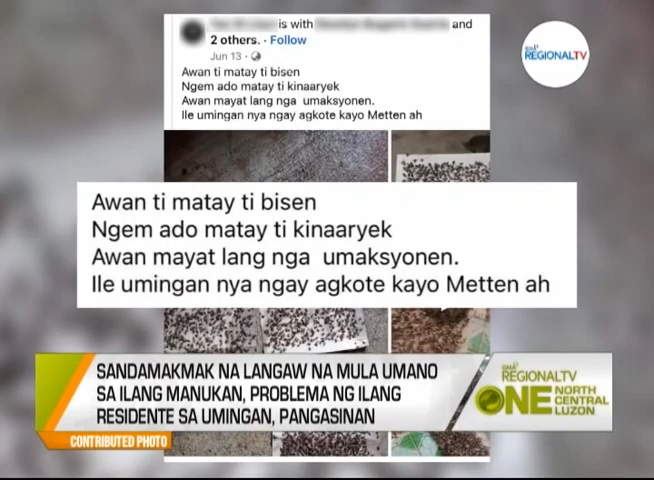 is with and
2 others. · Follow
Jun 13 ·
Awan ti matay ti bisen
Ngem ado matay ti kinaaryek
Awan mayat lang nga umaksyonen.
Ile umingan nya ngay agkote kayo Metten ah
GMA
REGIONALTV
Awan ti matay ti bisen
Ngem ado matay ti kinaaryek
Awan mayat lang nga umaksyonen.
Ile umingan nya ngay agkote kayo Metten ah
SANDAMAKMAK NA LANGAW NA MULA UMANO
SA ILANG MANUKAN, PROBLEMA NG ILANG
RESIDENTE SA UMINGAN, PANGASINAN
CONTRIBUTED PHOTO
GMA
REGIONALTV
ONE NORTH
CENTRAL
LUZON